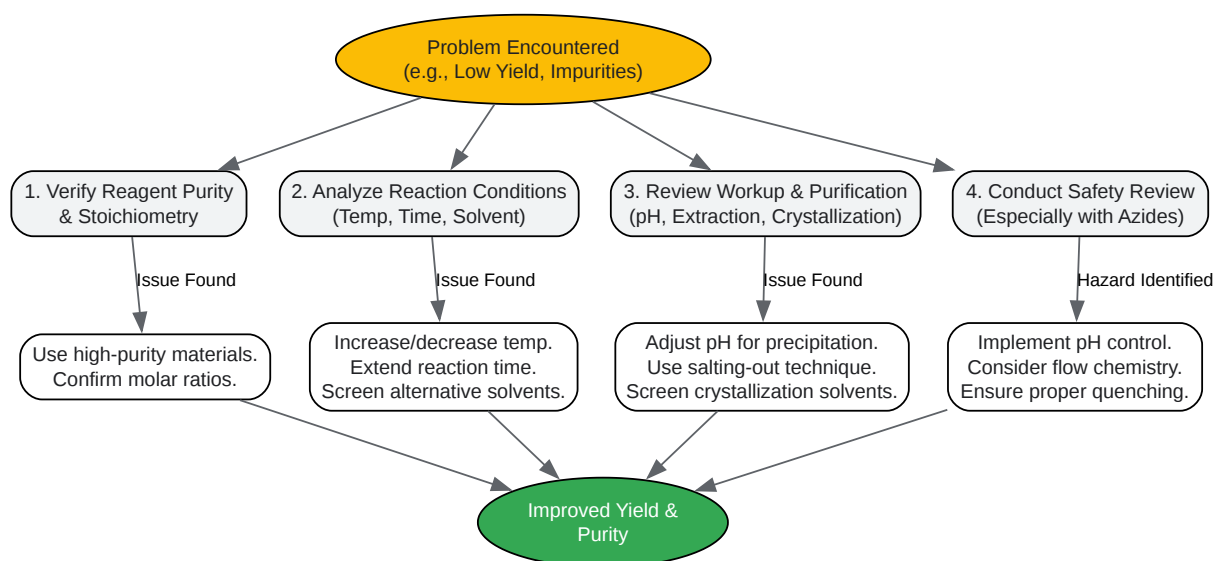 Problem Encountered
(e.g., Low Yield, Impurities)
1. Verify Reagent Purity
& Stoichiometry
2. Analyze Reaction Conditions
(Temp, Time, Solvent)
3. Review Workup & Purification
(pH, Extraction, Crystallization)
4. Conduct Safety Review
(Especially with Azides)
Issue Found
Issue Found
Issue Found
Hazard Identified
Use high-purity materials.
Confirm molar ratios.
Increase/decrease temp.
Extend reaction time.
Screen alternative solvents.
Adjust pH for precipitation.
Use salting-out technique.
Screen crystallization solvents.
Implement pH control.
Consider flow chemistry.
Ensure proper quenching.
Improved Yield &
Purity